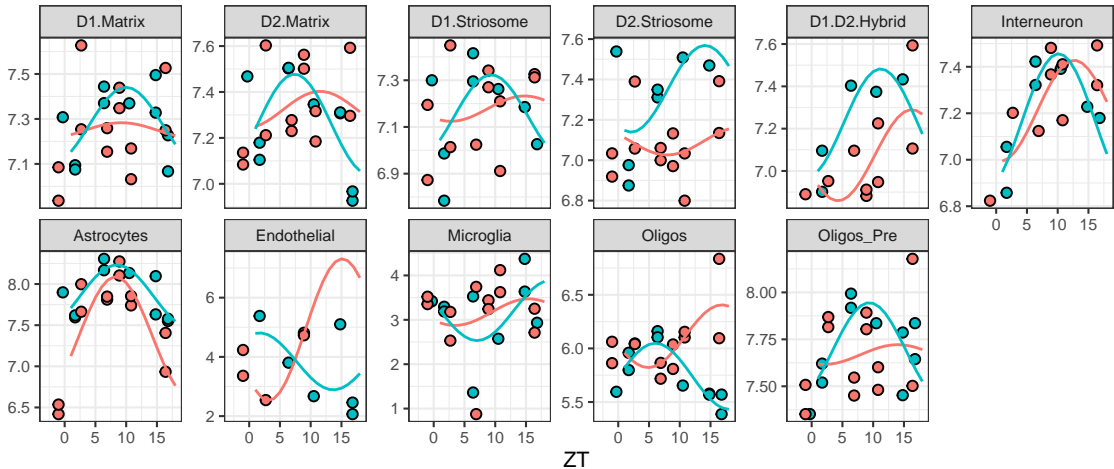 D1.Matrix D2.Matrix D1.Striosome D2.Striosome D1.D2.Hybrid Interneuron
7.5 7.3 7.1
7.6 7.4 7.2 7.0
7.3 7.1 6.9
7.6 7.4 7.2 7.0 6.8
7.6 7.4 7.2 7.0
7.4 7.2 7.0 6.8
0 5 10 15
Astrocytes Endothelial Microglia Oligos Oligos_Pre
8.0 7.5 7.0 6.5
6 4 2
4 3 2 1
6.5 6.0 5.5
8.00 7.75 7.50
0 5 10 15 0 5 10 15 0 5 10 15 0 5 10 15 0 5 10 15
ZT